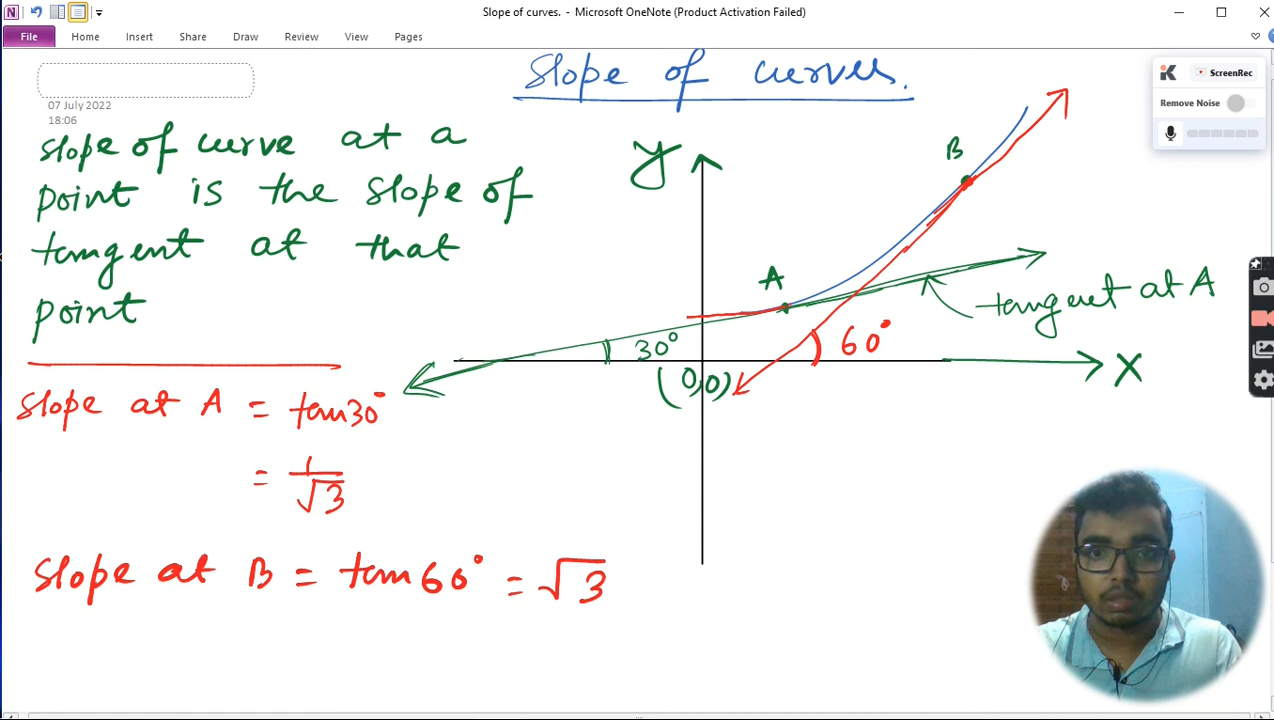 Slope of curves. - Microsoft OneNote (Product Activation Failed)
File Home Insert Share Draw Review View Pages
Slope of curves.
ScreenRec
Remove Noise
07 July 2022
18:06
slope of curve at a
point is the slope of
tangent at that
point
y
B
A
tangent at A
30°
60°
(0,0)
X
Slope at A = tan30°
= 1/√3
Slope at B = tan60° = √3